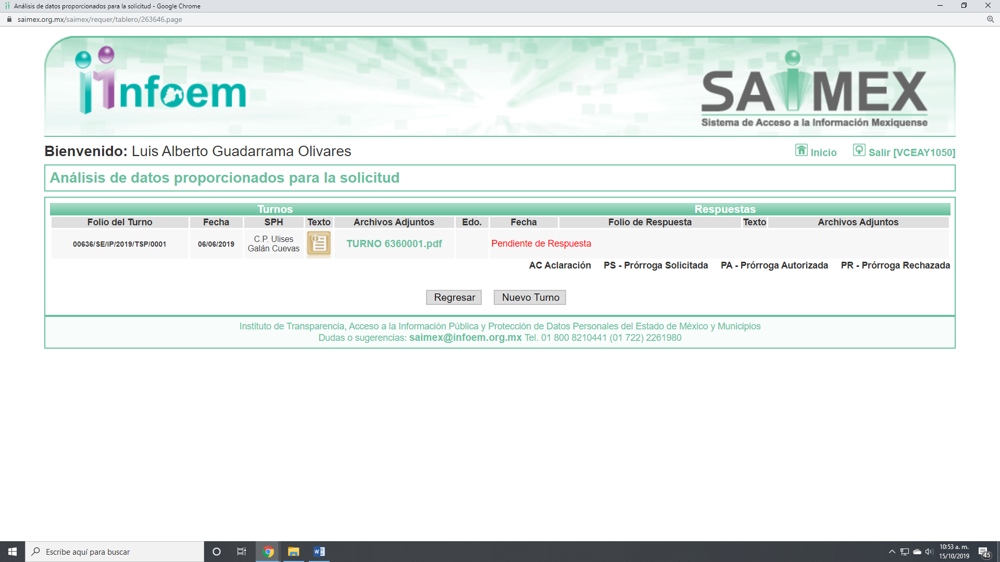 Análisis de datos proporcionados para la solicitud - Google Chrome
saimex.org.mx/saimex/requer/tablero/263646.page
infoem
SAIMEX
Sistema de Acceso a la Información Mexiquense
Bienvenido: Luis Alberto Guadarrama Olivares
Inicio Salir [VCEAY1050]
Análisis de datos proporcionados para la solicitud
Turnos Respuestas
Folio del Turno Fecha SPH Texto Archivos Adjuntos Edo. Fecha Folio de Respuesta Texto Archivos Adjuntos
00636/SE/IP/2019/TSP/0001 06/06/2019 C.P. Ulises Galán Cuevas TURNO 6360001.pdf Pendiente de Respuesta
AC Aclaración PS - Prórroga Solicitada PA - Prórroga Autorizada PR - Prórroga Rechazada
Regresar Nuevo Turno
Instituto de Transparencia, Acceso a la Información Pública y Protección de Datos Personales del Estado de México y Municipios
Dudas o sugerencias: saimex@infoem.org.mx Tel. 01 800 8210441 (01 722) 2261980
Escribe aquí para buscar
10:53 a. m.
15/10/2019
45